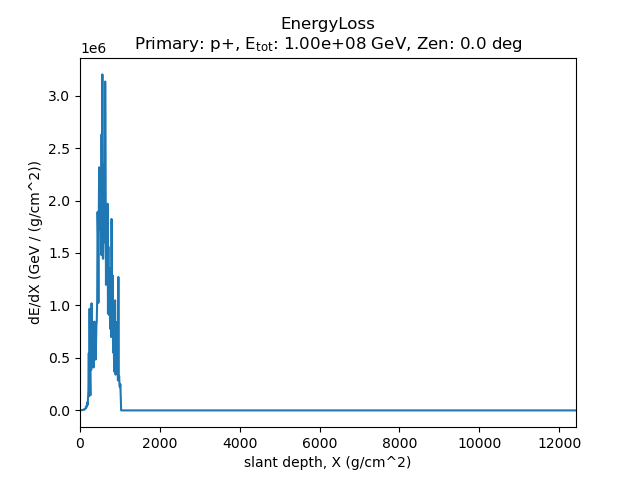 EnergyLoss
Primary: p+, E_tot: 1.00e+08 GeV, Zen: 0.0 deg
1e6
3.0
2.5
2.0
1.5
1.0
0.5
0.0
dE/dX (GeV / (g/cm^2))
0 2000 4000 6000 8000 10000 12000
slant depth, X (g/cm^2)